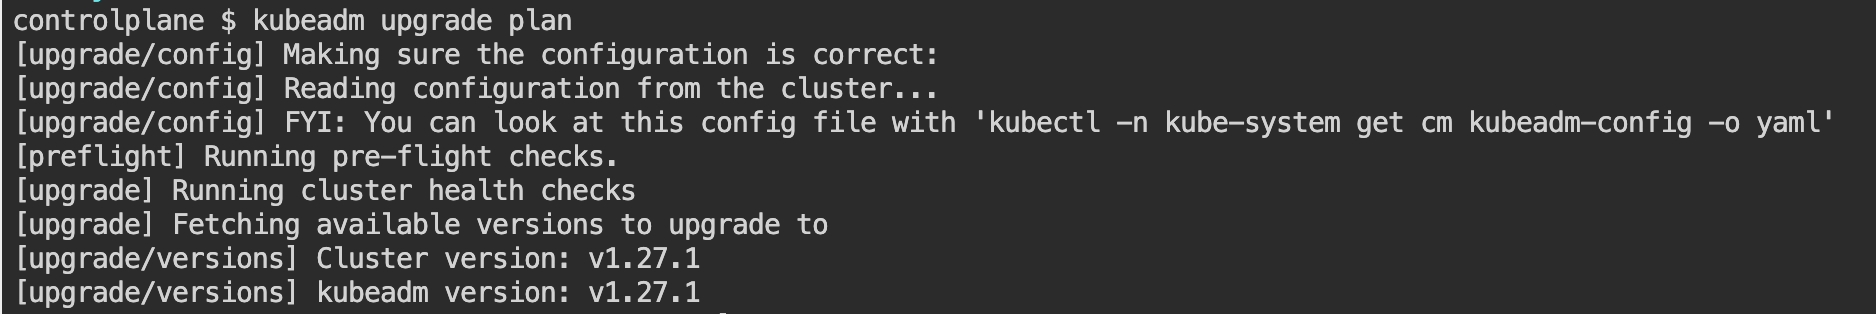 controlplane $ kubeadm upgrade plan
[upgrade/config] Making sure the configuration is correct:
[upgrade/config] Reading configuration from the cluster...
[upgrade/config] FYI: You can look at this config file with 'kubectl -n kube-system get cm kubeadm-config -o yaml'
[preflight] Running pre-flight checks.
[upgrade] Running cluster health checks
[upgrade] Fetching available versions to upgrade to
[upgrade/versions] Cluster version: v1.27.1
[upgrade/versions] kubeadm version: v1.27.1